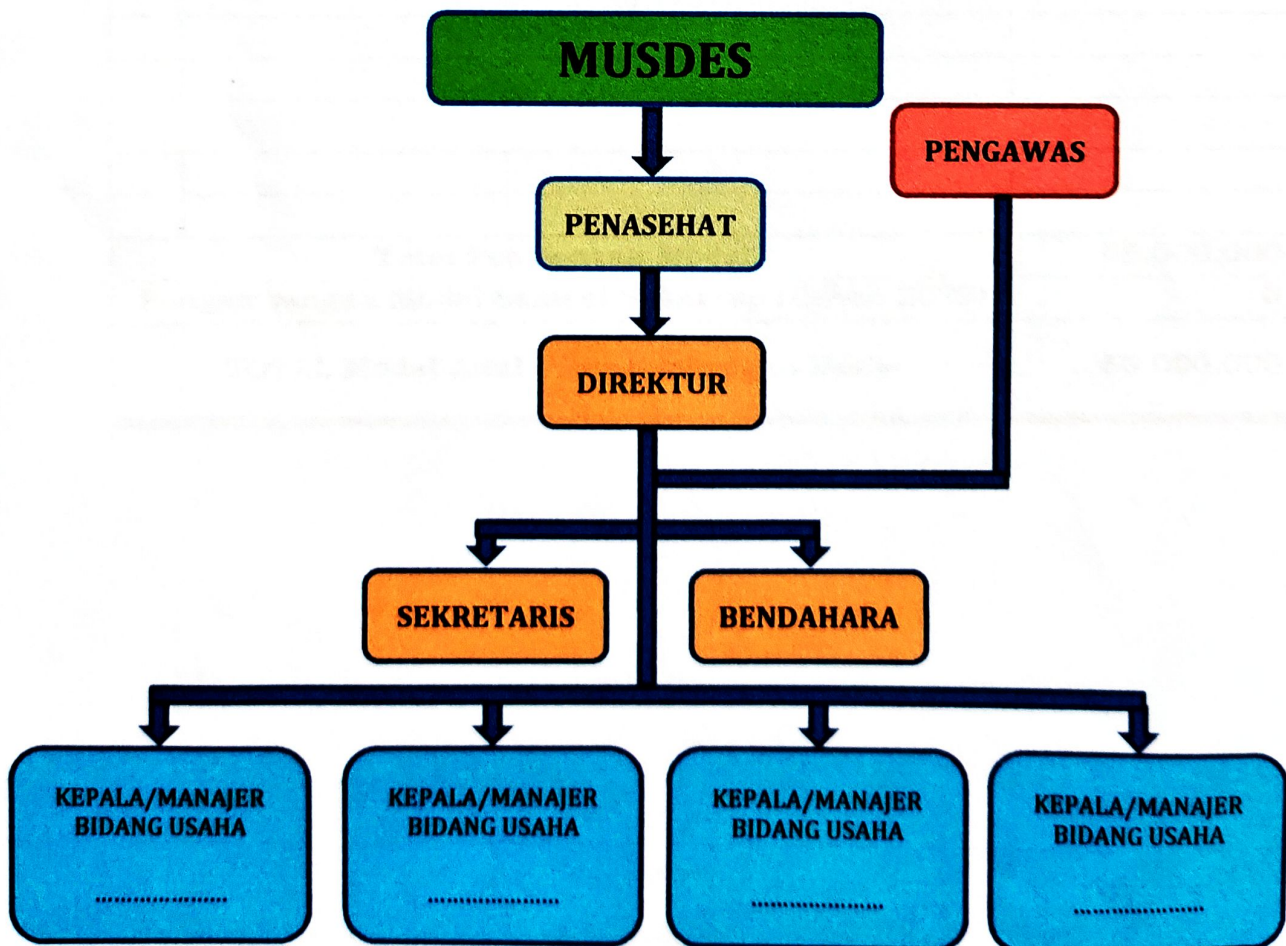 MUSDES
PENGAWAS
PENASEHAT
DIREKTUR
SEKRETARIS
BENDAHARA
KEPALA/MANAJER
BIDANG USAHA
.....................
KEPALA/MANAJER
BIDANG USAHA
.....................
KEPALA/MANAJER
BIDANG USAHA
.....................
KEPALA/MANAJER
BIDANG USAHA
.....................